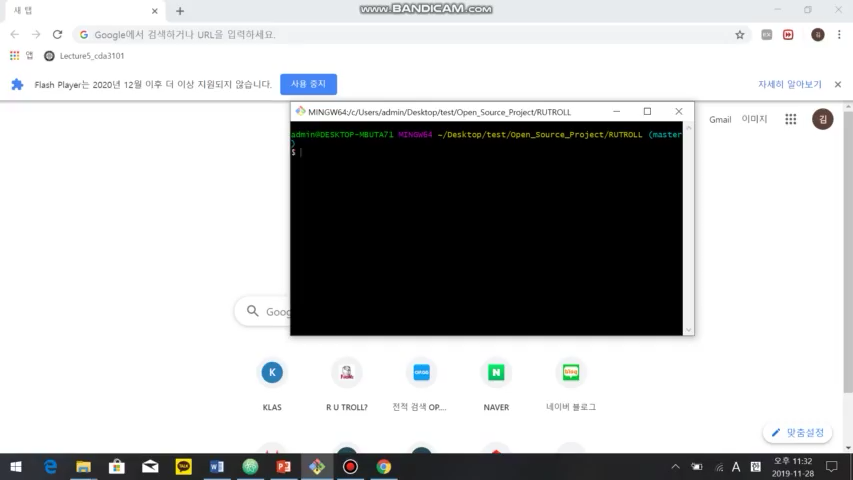 새 탭
www.BANDICAM.com
Google에서 검색하거나 URL을 입력하세요.
앱
Lecture5_cda3101
Flash Player는 2020년 12월 이후 더 이상 지원되지 않습니다.
사용 중지
자세히 알아보기
MINGW64:/c/Users/admin/Desktop/test/Open_Source_Project/RUTROLL
admin@DESKTOP-MBUTA71 MINGW64 ~/Desktop/test/Open_Source_Project/RUTROLL (master
)
$
Gmail
이미지
김
Goog
K
KLAS
R U TROLL?
OP.GG
전적 검색 OP....
N
NAVER
blog
네이버 블로그
맞춤설정
TALK
A
오후 11:32
2019-11-28